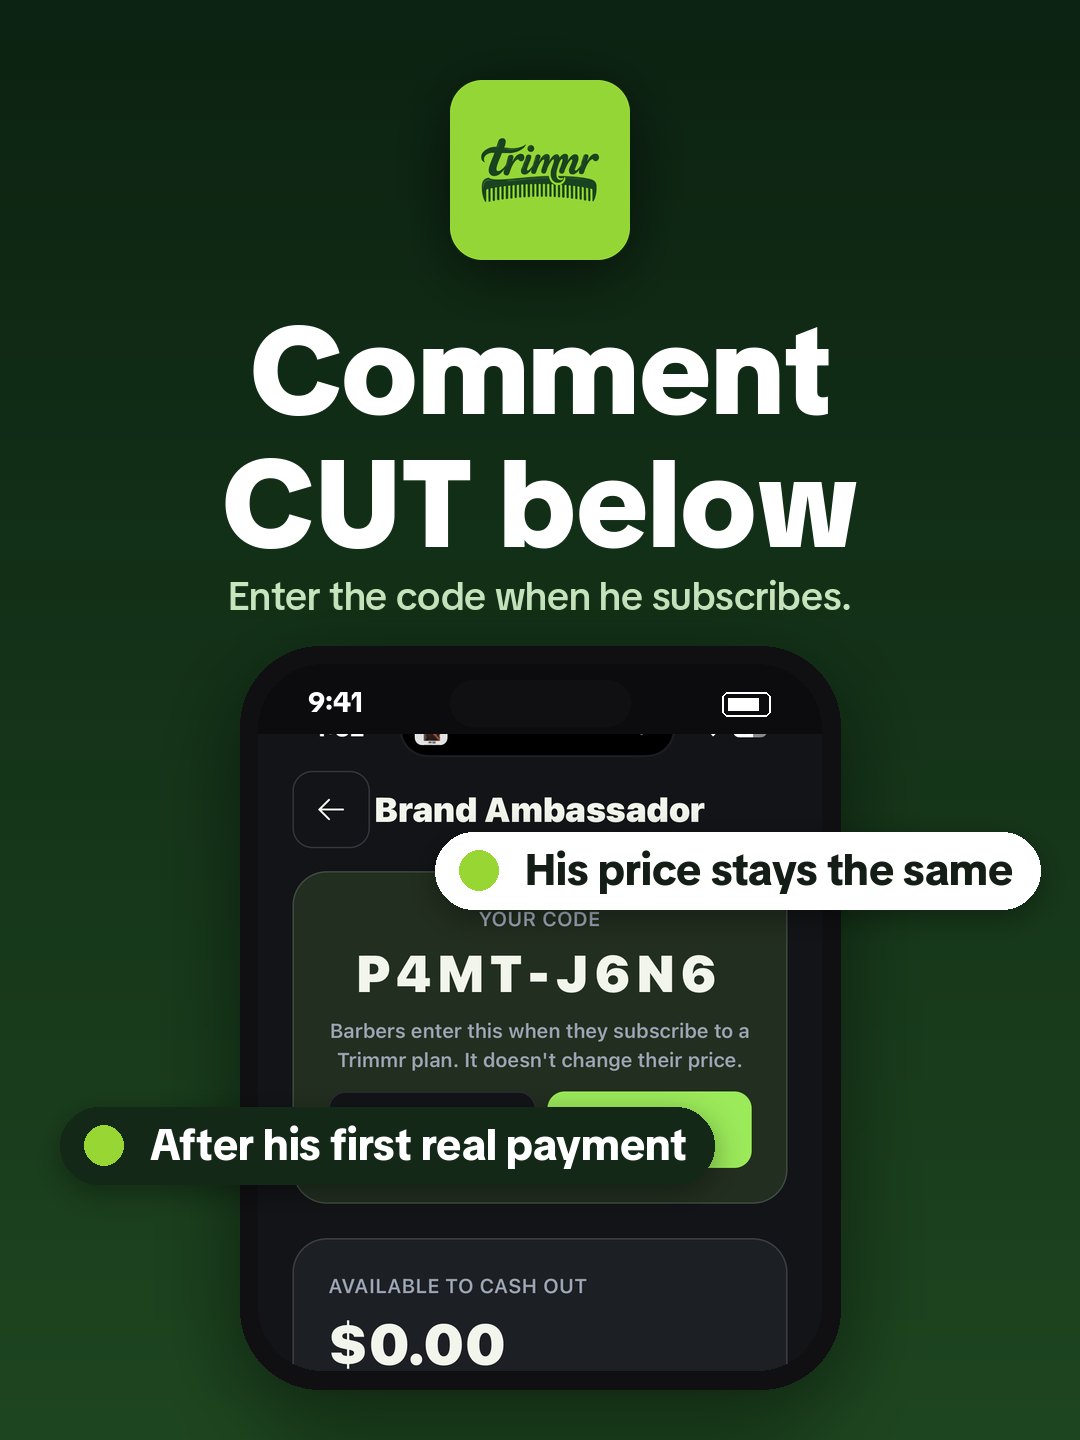 trimmr
Comment
CUT below
Enter the code when he subscribes.
9:41
Brand Ambassador
His price stays the same
YOUR CODE
P4MT-J6N6
Barbers enter this when they subscribe to a
Trimmr plan. It doesn't change their price.
After his first real payment
AVAILABLE TO CASH OUT
$0.00